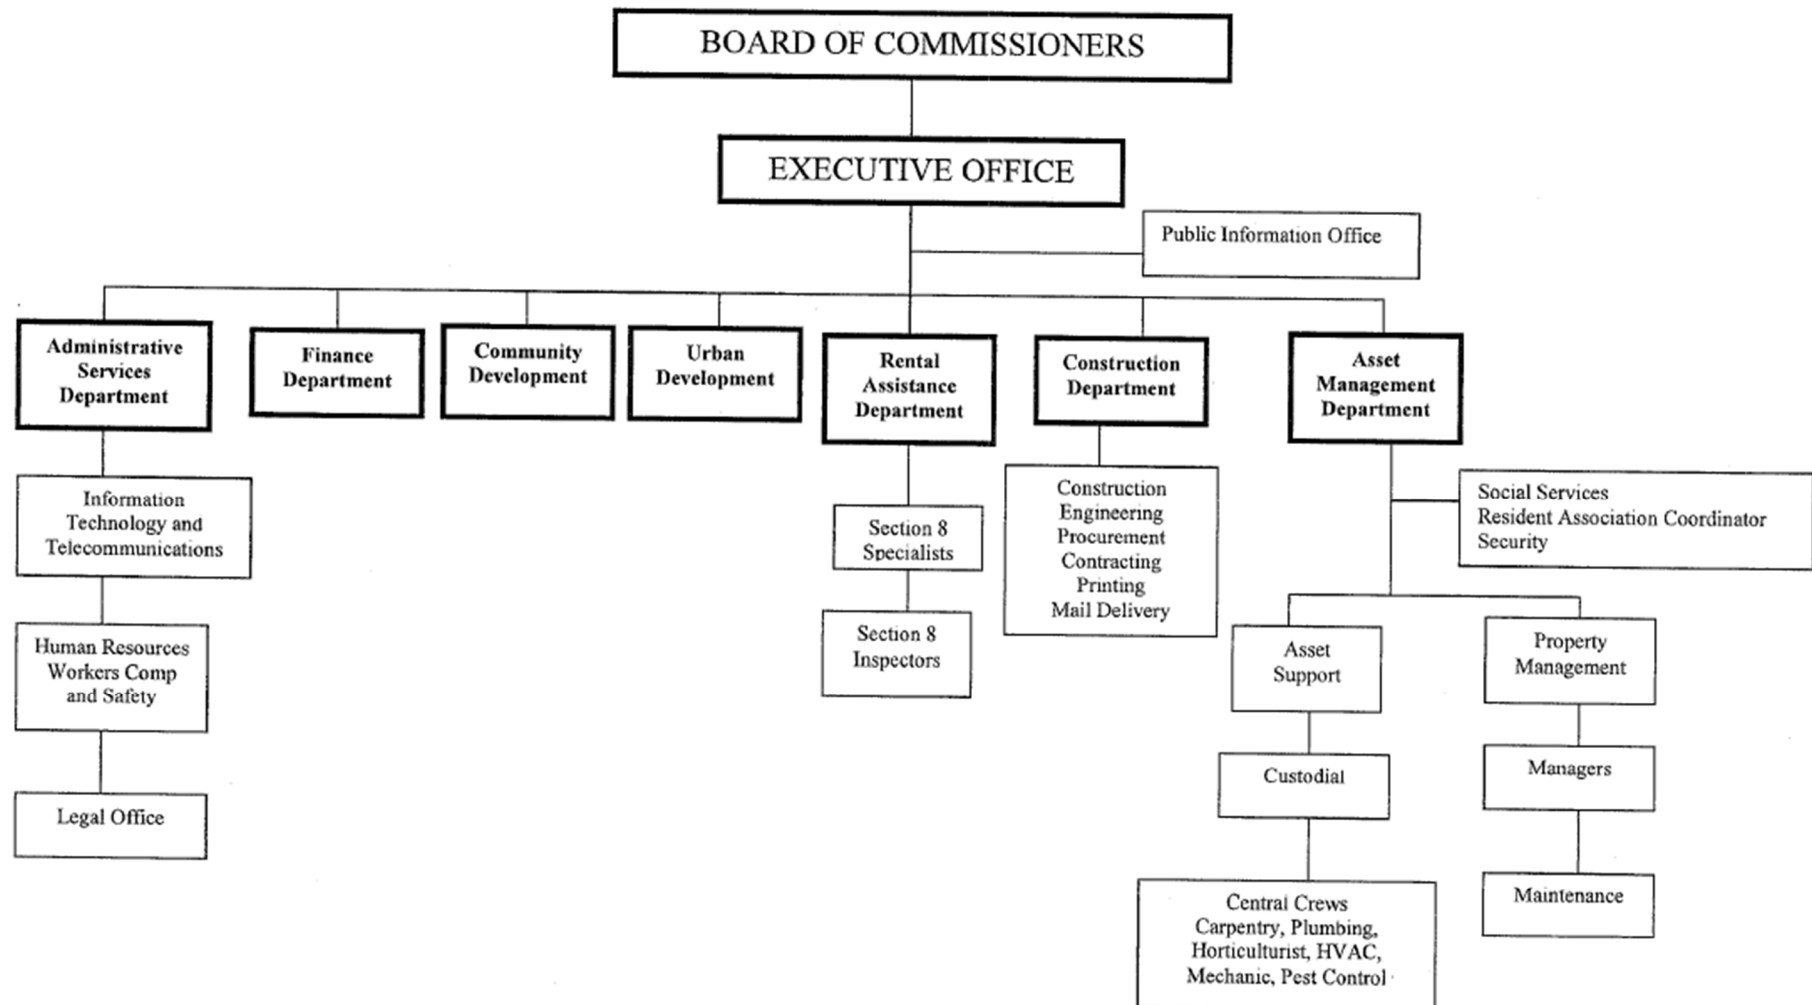 BOARD OF COMMISSIONERS
EXECUTIVE OFFICE
Public Information Office
Administrative
Services
Department
Finance
Department
Community
Development
Urban
Development
Rental
Assistance
Department
Construction
Department
Asset
Management
Department
Information
Technology and
Telecommunications
Human Resources
Workers Comp
and Safety
Legal Office
Section 8
Specialists
Section 8
Inspectors
Construction
Engineering
Procurement
Contracting
Printing
Mail Delivery
Social Services
Resident Association Coordinator
Security
Asset
Support
Custodial
Central Crews
Carpentry, Plumbing,
Horticulturist, HVAC,
Mechanic, Pest Control
Property
Management
Managers
Maintenance